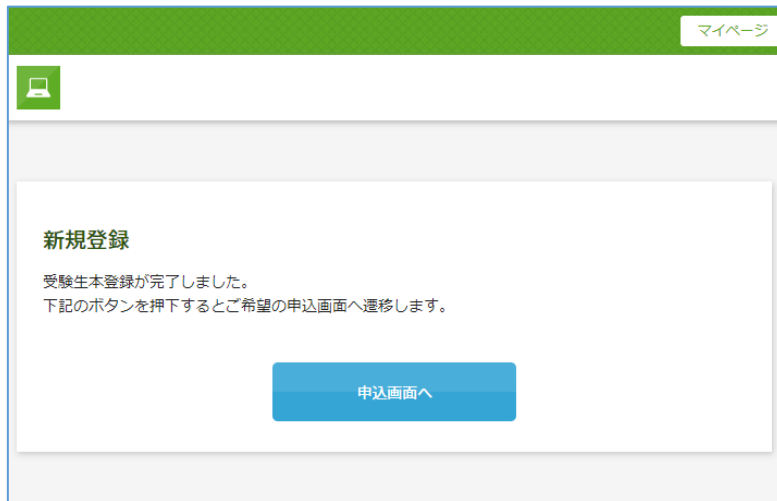 マイページ
新規登録
受験生本登録が完了しました。
下記のボタンを押下するとご希望の申込画面へ遷移します。
申込画面へ